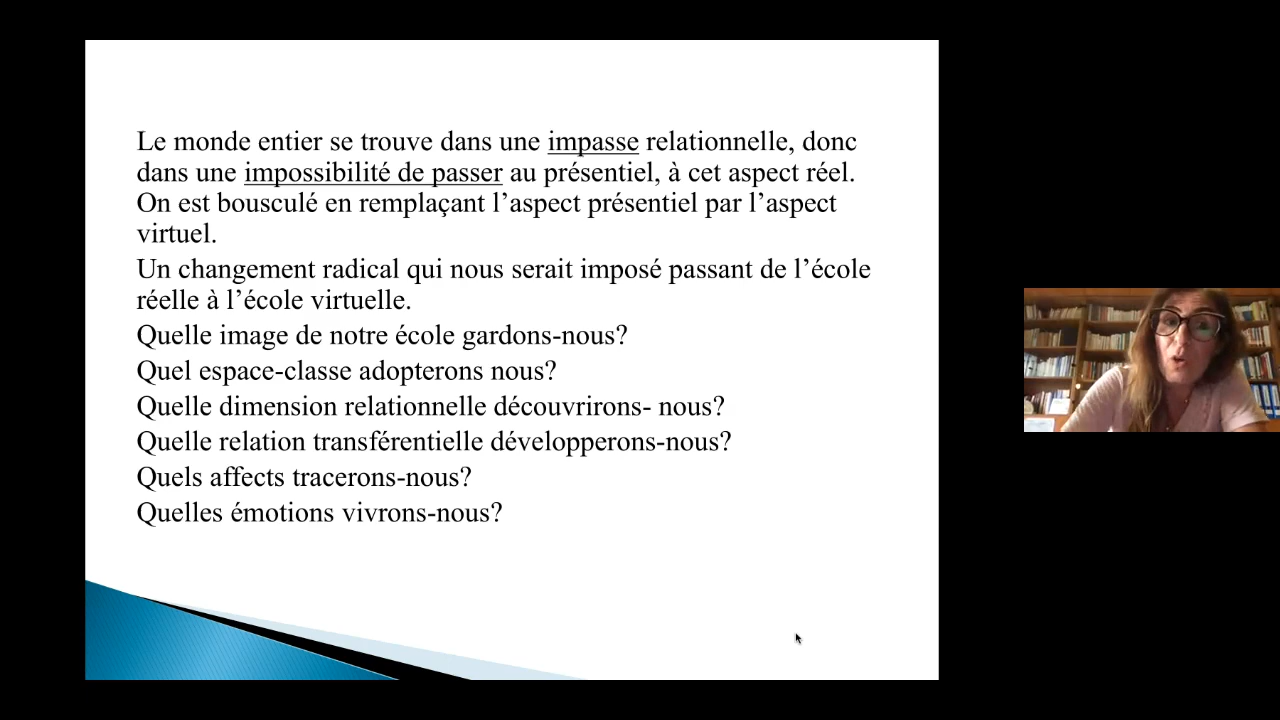 Le monde entier se trouve dans une impasse relationnelle, donc
dans une impossibilité de passer au présentiel, à cet aspect réel.
On est bousculé en remplaçant l’aspect présentiel par l’aspect
virtuel.
Un changement radical qui nous serait imposé passant de l’école
réelle à l’école virtuelle.
Quelle image de notre école gardons-nous?
Quel espace-classe adopterons nous?
Quelle dimension relationnelle découvrirons- nous?
Quelle relation transférentielle développerons-nous?
Quels affects tracerons-nous?
Quelles émotions vivrons-nous?